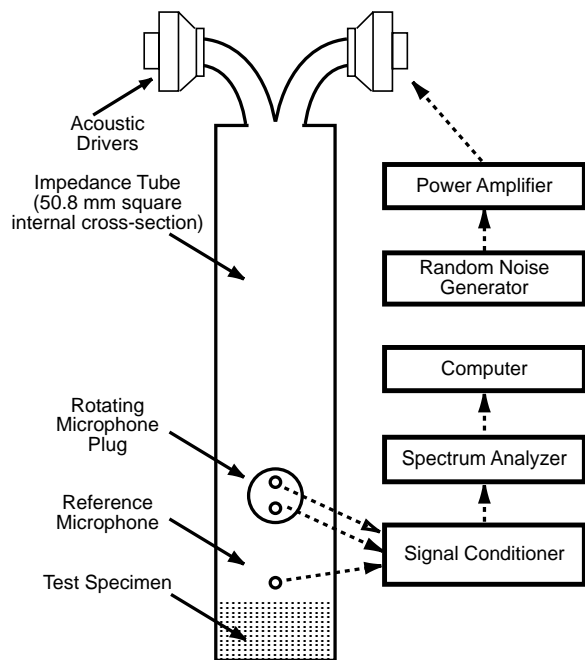 Acoustic
Drivers
Impedance Tube
(50.8 mm square
internal cross-section)
Power Amplifier
Random Noise
Generator
Computer
Rotating
Microphone
Plug
Spectrum Analyzer
Reference
Microphone
Signal Conditioner
Test Specimen